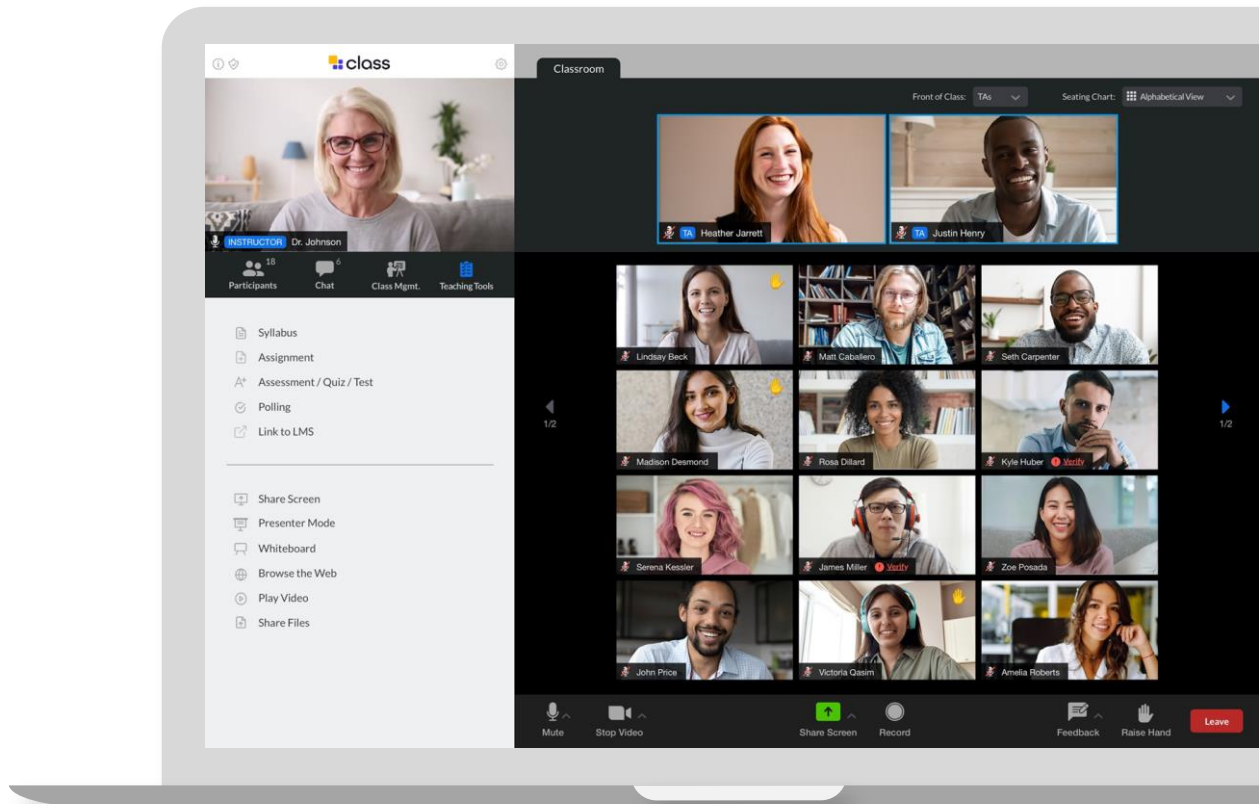 class
Classroom
Front of Class: TAs
Seating Chart: Alphabetical View
INSTRUCTOR Dr. Johnson
TA Heather Jarrett
TA Justin Henry
18
6
Participants
Chat
Class Mgmt.
Teaching Tools
Syllabus
Assignment
A+ Assessment / Quiz / Test
Polling
Link to LMS
Share Screen
Presenter Mode
Whiteboard
Browse the Web
Play Video
Share Files
Lindsay Beck
Matt Caballero
Seth Carpenter
1/2
1/2
Madison Desmond
Rosa Dillard
Kyle Huber Verify
Serena Kessler
James Miller Verify
Zoe Posada
John Price
Victoria Qasim
Amelia Roberts
Mute
Stop Video
Share Screen
Record
Feedback
Raise Hand
Leave